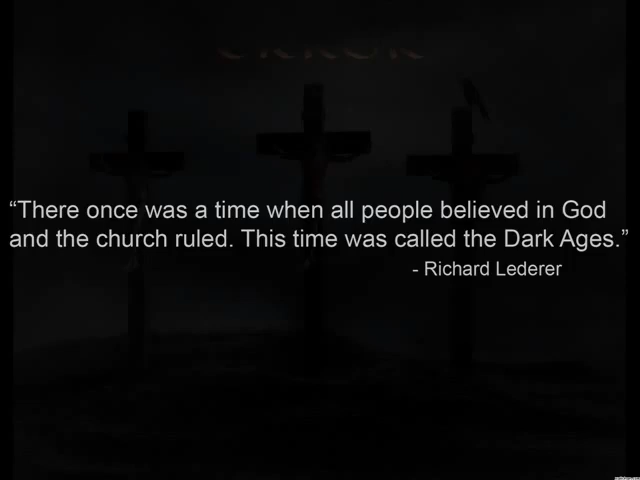 “There once was a time when all people believed in God
and the church ruled. This time was called the Dark Ages.”
- Richard Lederer